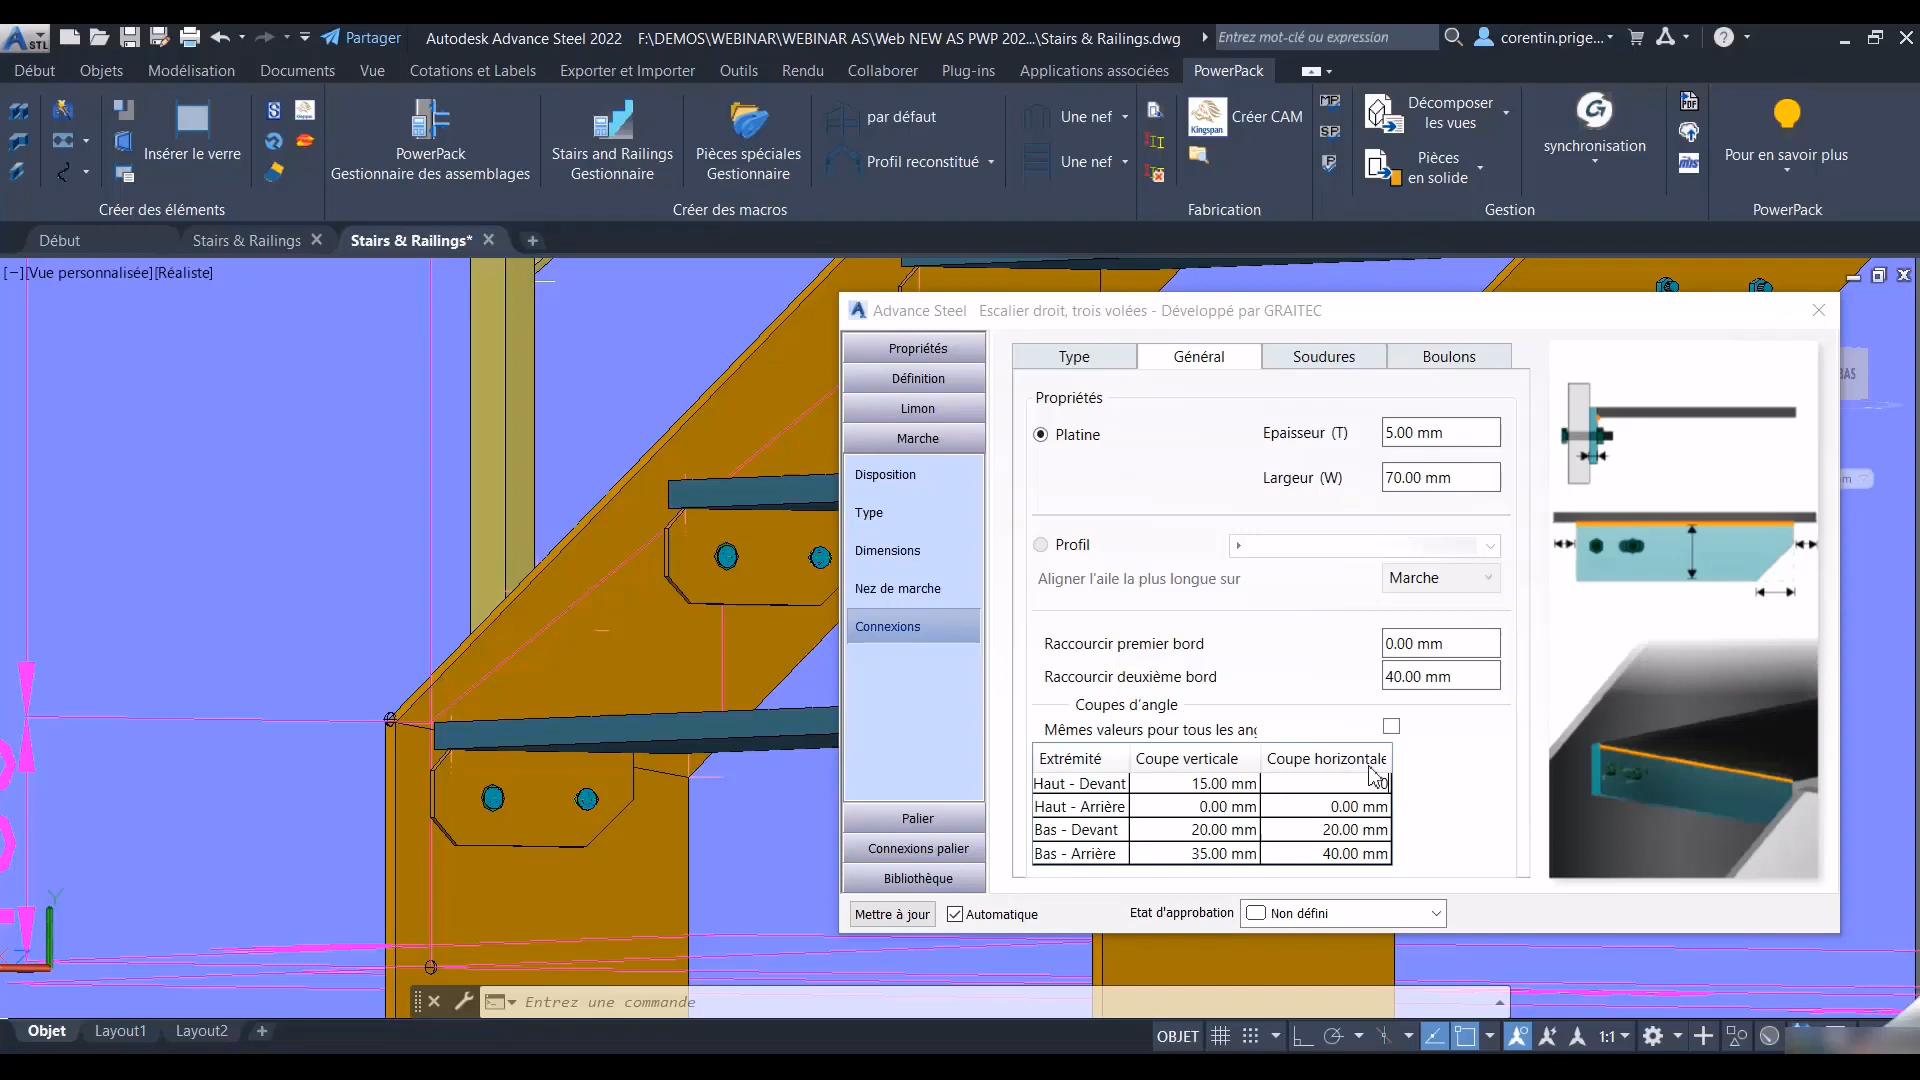 STL
Partager
Autodesk Advance Steel 2022 F:\DEMOS\WEBINAR\WEBINAR AS\Web NEW AS PWP 202...\Stairs & Railings.dwg
Entrez mot-clé ou expression
corentin.prige...
Début Objets Modélisation Documents Vue Cotations et Labels Exporter et Importer Outils Rendu Collaborer Plug-ins Applications associées PowerPack
Insérer le verre
Créer des éléments
PowerPack
Gestionnaire des assemblages
Stairs and Railings
Gestionnaire
Pièces spéciales
Gestionnaire
par défaut
Profil reconstitué
Une nef
Une nef
Créer des macros
Kingspan
Créer CAM
Fabrication
MP
SP
Décomposer
les vues
Pièces
en solide
synchronisation
PDF
Gestion
Pour en savoir plus
PowerPack
Début
Stairs & Railings
Stairs & Railings*
[−][Vue personnalisée][Réaliste]
Advance Steel Escalier droit, trois volées - Développé par GRAITEC
Propriétés
Définition
Limon
Marche
Disposition
Type
Dimensions
Nez de marche
Connexions
Palier
Connexions palier
Bibliothèque
Type Général Soudures Boulons
Propriétés
Platine
Epaisseur (T) 5.00 mm
Largeur (W) 70.00 mm
Profil
Aligner l'aile la plus longue sur Marche
Raccourcir premier bord 0.00 mm
Raccourcir deuxième bord 40.00 mm
Coupes d'angle
Mêmes valeurs pour tous les ang
Extrémité Coupe verticale Coupe horizontale
Haut - Devant 15.00 mm
Haut - Arrière 0.00 mm 0.00 mm
Bas - Devant 20.00 mm 20.00 mm
Bas - Arrière 35.00 mm 40.00 mm
Mettre à jour
Automatique
Etat d'approbation Non défini
Y
Entrez une commande
Objet Layout1 Layout2
OBJET
1:1